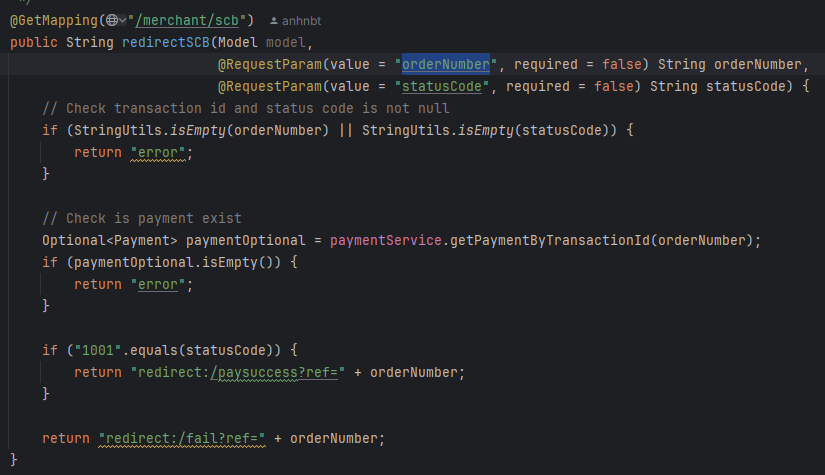 */
@GetMapping("/merchant/scb") anhnbt
public String redirectSCB(Model model,
@RequestParam(value = "orderNumber", required = false) String orderNumber,
@RequestParam(value = "statusCode", required = false) String statusCode) {
// Check transaction id and status code is not null
if (StringUtils.isEmpty(orderNumber) || StringUtils.isEmpty(statusCode)) {
return "error";
}
// Check is payment exist
Optional<Payment> paymentOptional = paymentService.getPaymentByTransactionId(orderNumber);
if (paymentOptional.isEmpty()) {
return "error";
}
if ("1001".equals(statusCode)) {
return "redirect:/paysuccess?ref=" + orderNumber;
}
return "redirect:/fail?ref=" + orderNumber;
}